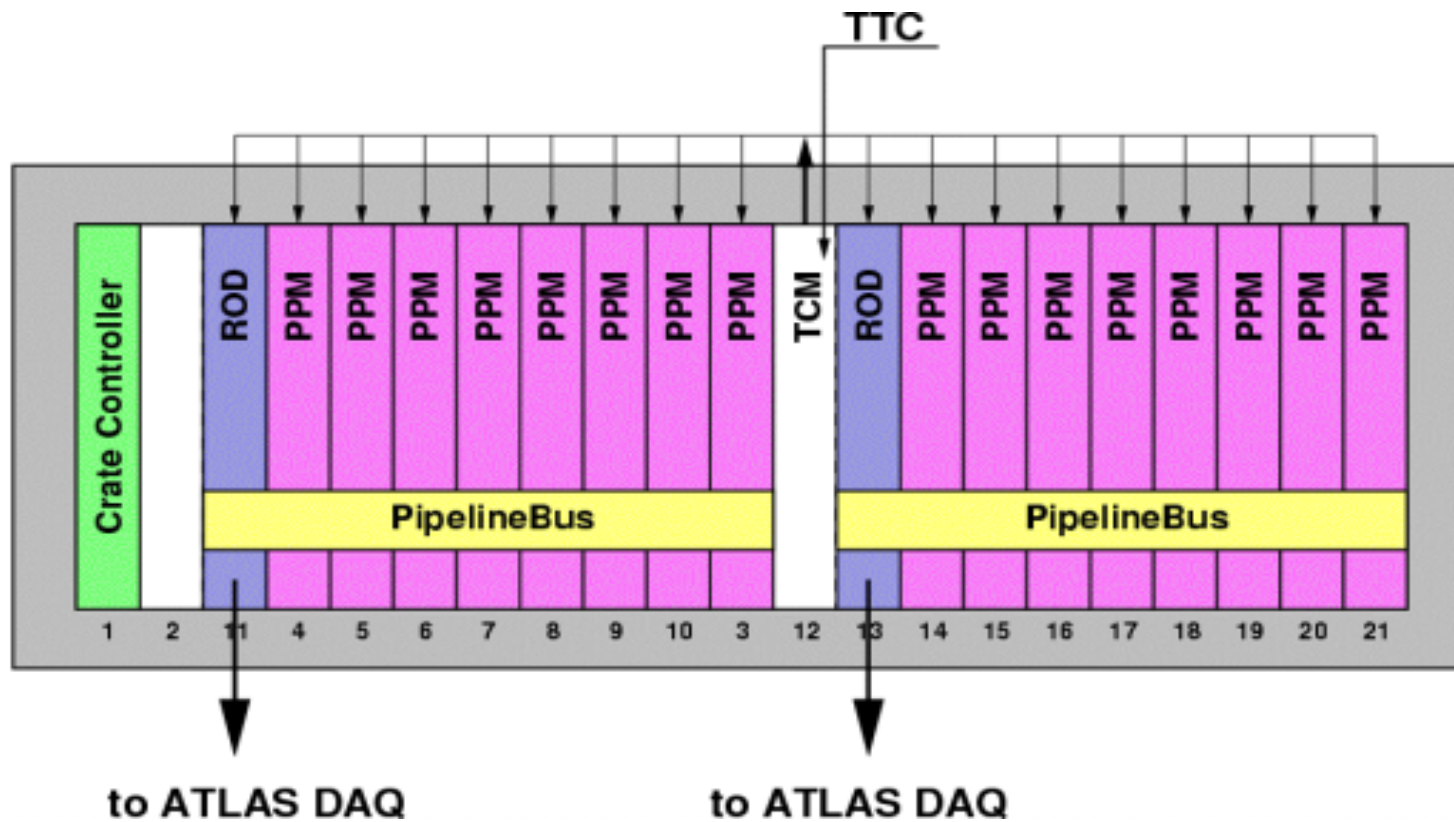 TTC
Crate Controller
ROD
PPM
PPM
PPM
PPM
PPM
PPM
PPM
PPM
TCM
ROD
PPM
PPM
PPM
PPM
PPM
PPM
PPM
PPM
PipelineBus
PipelineBus
1 2 11 4 5 6 7 8 9 10 3 12 13 14 15 16 17 18 19 20 21
to ATLAS DAQ
to ATLAS DAQ